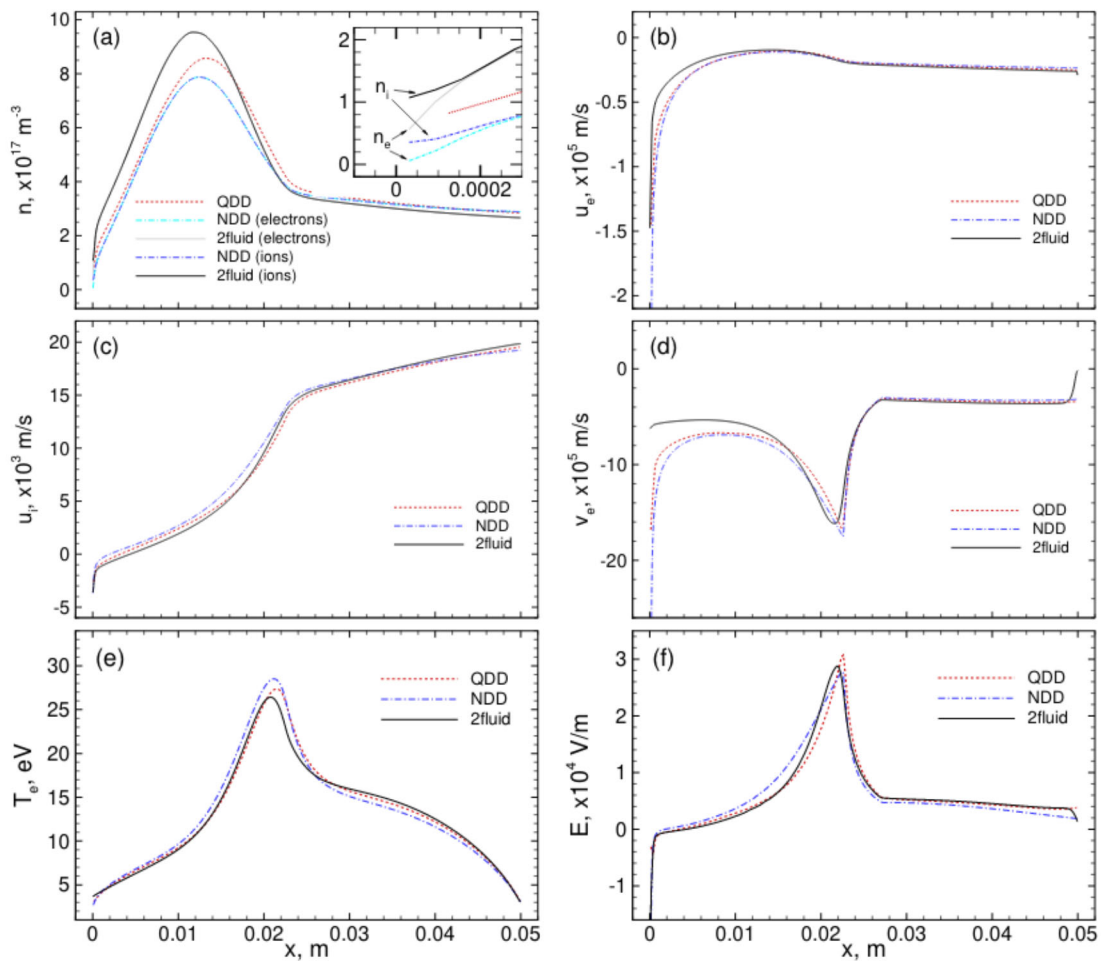 (a)
10
8
6
4
2
0
n, x10^17 m^-3
QDD
NDD (electrons)
2fluid (electrons)
NDD (ions)
2fluid (ions)
2
1
0
n_i
n_e
0
0.0002
(b)
0
-0.5
-1
-1.5
-2
u_e, x10^5 m/s
QDD
NDD
2fluid
(c)
20
15
10
5
0
-5
u_i, x10^3 m/s
QDD
NDD
2fluid
(d)
0
-10
-20
v_e, x10^5 m/s
QDD
NDD
2fluid
(e)
30
25
20
15
10
5
T_e, eV
QDD
NDD
2fluid
0 0.01 0.02 0.03 0.04 0.05
x, m
(f)
3
2
1
0
-1
E, x10^4 V/m
QDD
NDD
2fluid
0 0.01 0.02 0.03 0.04 0.05
x, m